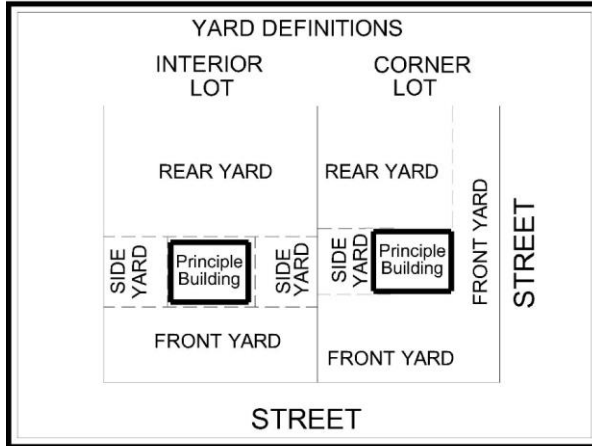 YARD DEFINITIONS
INTERIOR
LOT
CORNER
LOT
REAR YARD
REAR YARD
SIDE
YARD
Principle
Building
SIDE
YARD
SIDE
YARD
Principle
Building
FRONT YARD
STREET
FRONT YARD
FRONT YARD
STREET